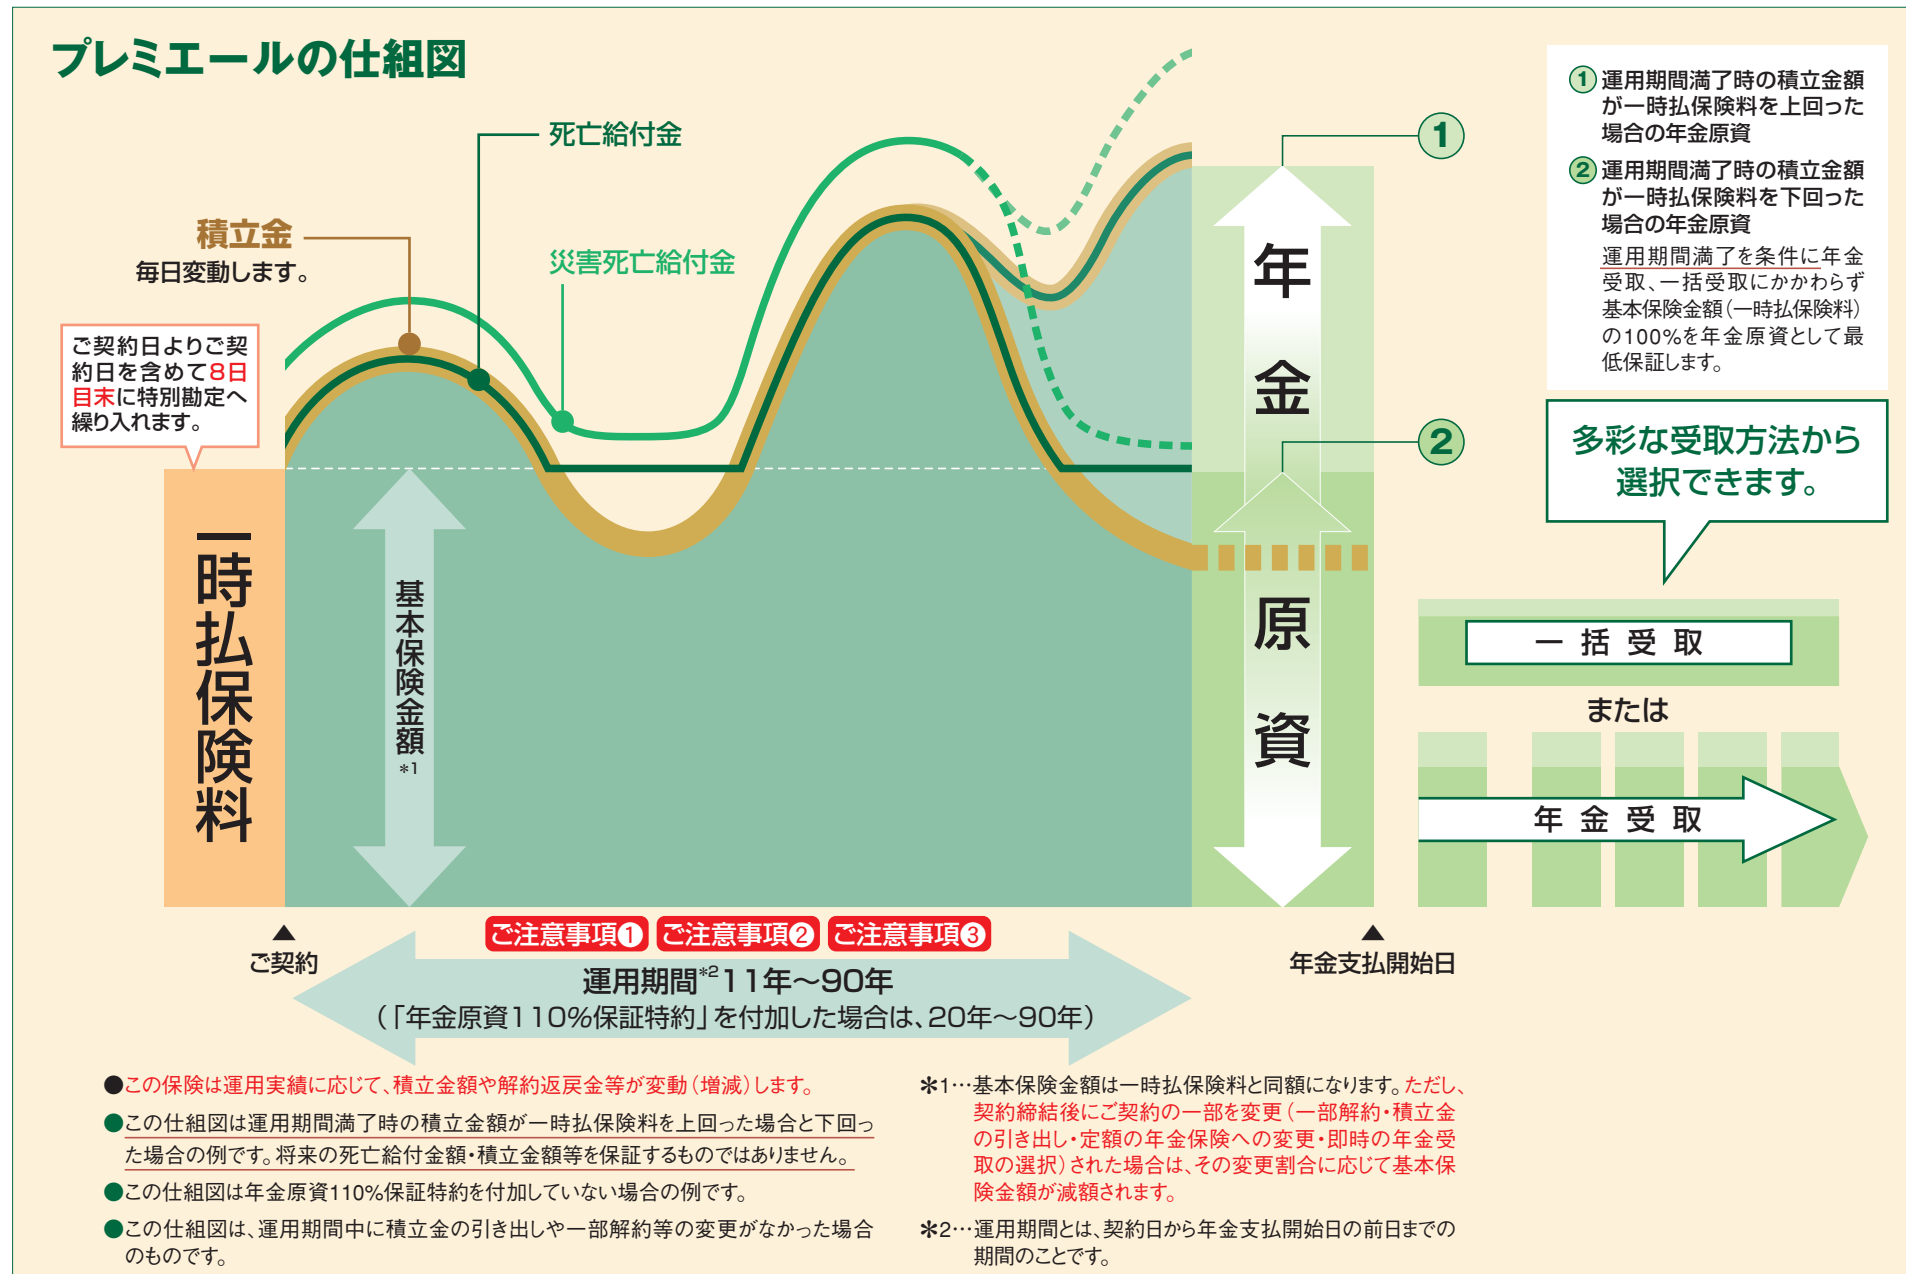 プレミエールの仕組図
死亡給付金
積立金
毎日変動します。
災害死亡給付金
ご契約日よりご契
約日を含めて8日
目末に特別勘定へ
繰り入れます。
一時払保険料
基本保険金額*1
年金原資
1
2
① 運用期間満了時の積立金額
が一時払保険料を上回った
場合の年金原資
② 運用期間満了時の積立金額
が一時払保険料を下回った
場合の年金原資
運用期間満了を条件に年金
受取、一括受取にかかわらず
基本保険金額(一時払保険料)
の100%を年金原資として最
低保証します。
多彩な受取方法から
選択できます。
一括受取
または
年金受取
▲
ご契約
▲
年金支払開始日
ご注意事項❶ ご注意事項❷ ご注意事項❸
運用期間*2 11年〜90年
(「年金原資110%保証特約」を付加した場合は、20年〜90年)
●この保険は運用実績に応じて、積立金額や解約返戻金等が変動(増減)します。
●この仕組図は運用期間満了時の積立金額が一時払保険料を上回った場合と下回っ
た場合の例です。将来の死亡給付金額・積立金額等を保証するものではありません。
●この仕組図は年金原資110%保証特約を付加していない場合の例です。
●この仕組図は、運用期間中に積立金の引き出しや一部解約等の変更がなかった場合
のものです。
*1…基本保険金額は一時払保険料と同額になります。ただし、
契約締結後にご契約の一部を変更(一部解約・積立金
の引き出し・定額の年金保険への変更・即時の年金受
取の選択)された場合は、その変更割合に応じて基本保
険金額が減額されます。
*2…運用期間とは、契約日から年金支払開始日の前日までの
期間のことです。